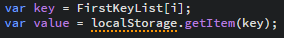 var key = FirstKeyList[i];
var value = localStorage.getItem(key);